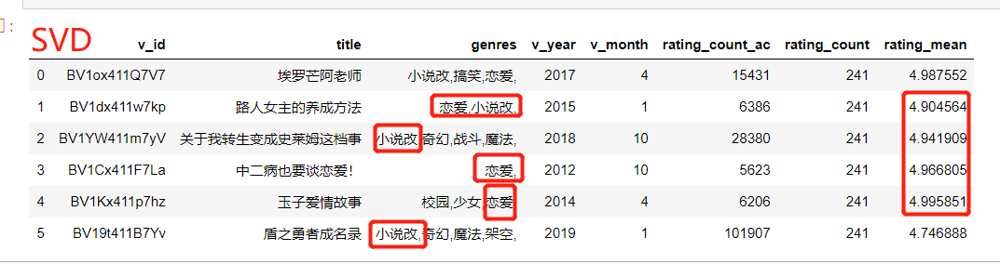 ]:
SVD v_id title genres v_year v_month rating_count_ac rating_count rating_mean
0 BV1ox411Q7V7 埃罗芒阿老师 小说改,搞笑,恋爱, 2017 4 15431 241 4.987552
1 BV1dx411w7kp 路人女主的养成方法 恋爱,小说改, 2015 1 6386 241 4.904564
2 BV1YW411m7yV 关于我转生变成史莱姆这档事 小说改,奇幻,战斗,魔法, 2018 10 28380 241 4.941909
3 BV1Cx411F7La 中二病也要谈恋爱! 恋爱, 2012 10 5623 241 4.966805
4 BV1Kx411p7hz 玉子爱情故事 校园,少女,恋爱 2014 4 6206 241 4.995851
5 BV19t411B7Yv 盾之勇者成名录 小说改,奇幻,魔法,架空, 2019 1 101907 241 4.746888